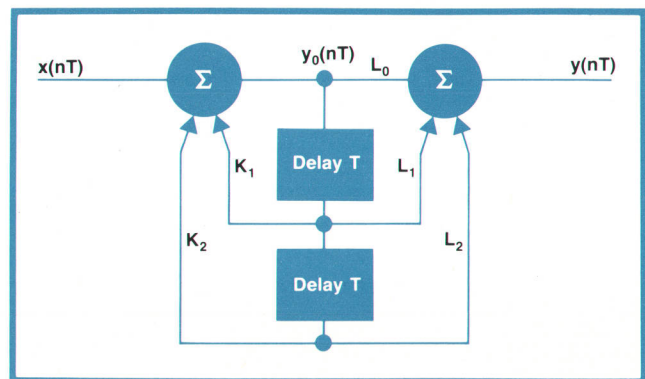 x(nT)
Σ
y₀(nT)
L₀
Σ
y(nT)
K₁
Delay T
L₁
K₂
Delay T
L₂